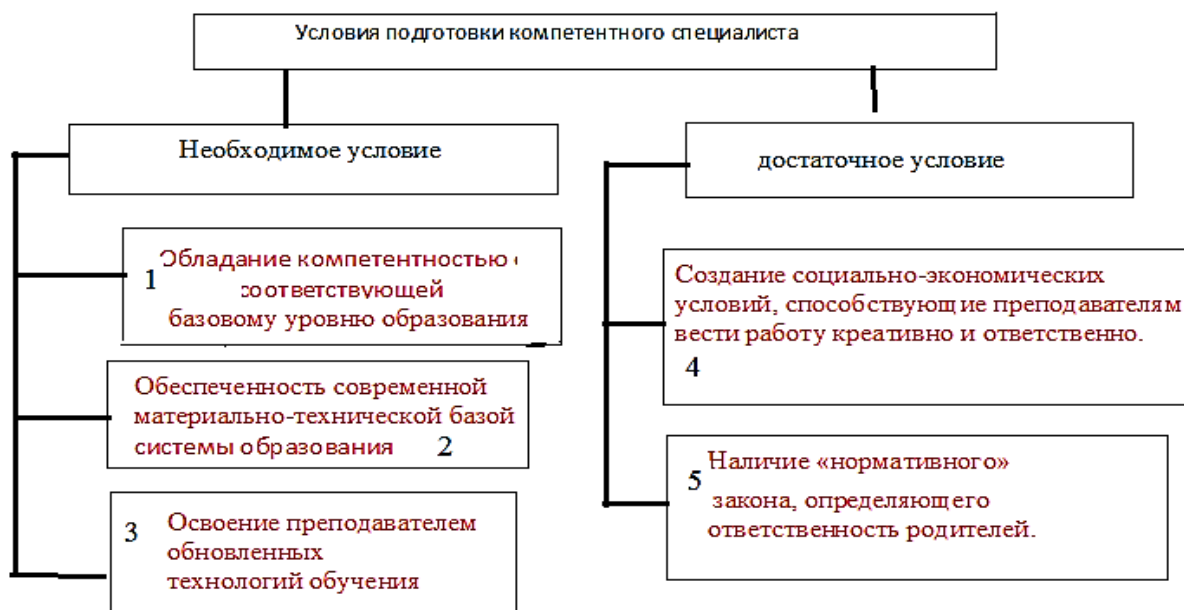 Условия подготовки компетентного специалиста
Необходимое условие
1 Обладание компетентностью
соответствующей
базовому уровню образования
Обеспеченность современной
материально-технической базой
системы образования 2
3 Освоение преподавателем
обновленных
технологий обучения
достаточное условие
Создание социально-экономических
условий, способствующие преподавателям
вести работу креативно и ответственно.
4
5 Наличие «нормативного»
закона, определяющего
ответственность родителей.